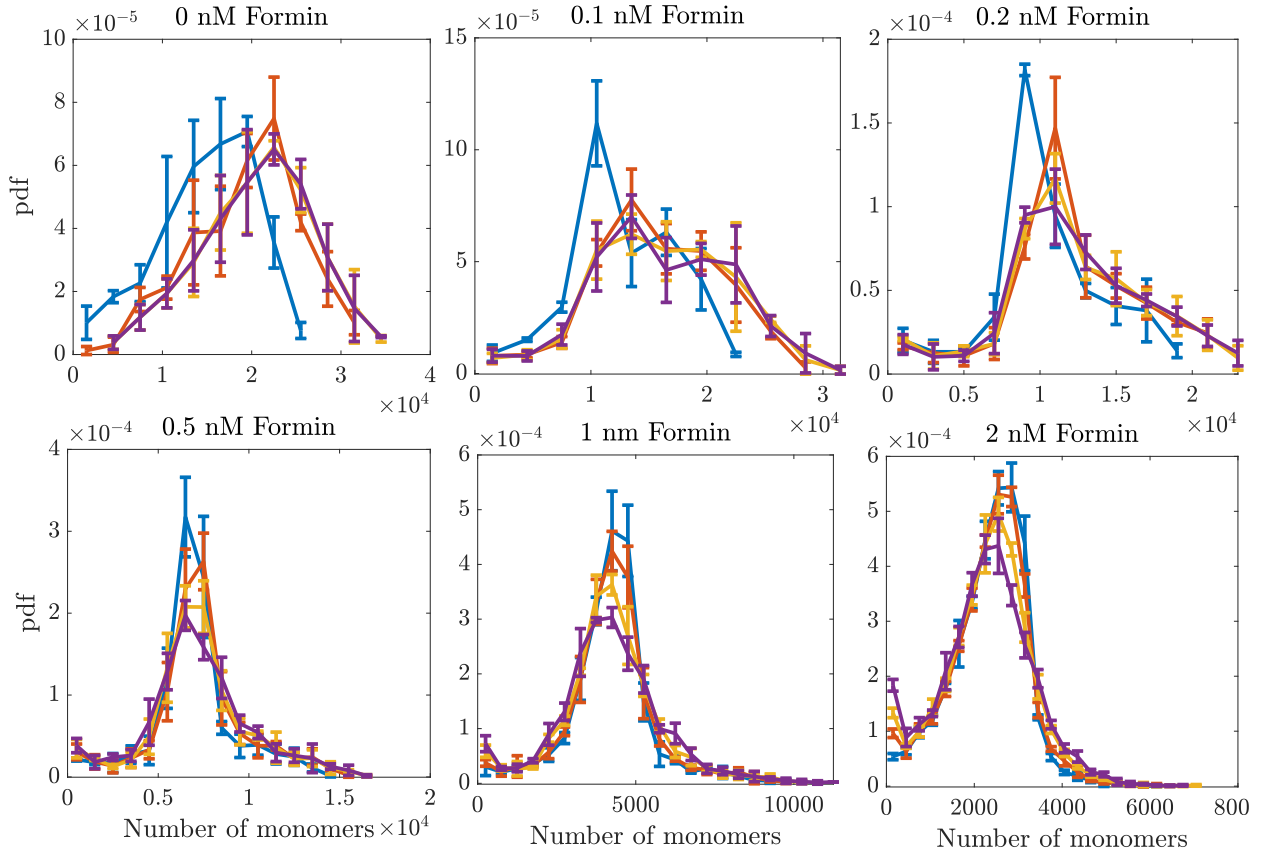 ×10⁻⁵ 0 nM Formin
10
8
6
4
2
0
0 1 2 3 4
×10⁴
pdf
×10⁻⁵ 0.1 nM Formin
15
10
5
0
0 1 2 3
×10⁴
×10⁻⁴ 0.2 nM Formin
2
1.5
1
0.5
0
0 0.5 1 1.5 2
×10⁴
×10⁻⁴ 0.5 nM Formin
4
3
2
1
0
0 0.5 1 1.5 2
Number of monomers ×10⁴
pdf
×10⁻⁴ 1 nm Formin
6
5
4
3
2
1
0
0 5000 10000
Number of monomers
×10⁻⁴ 2 nM Formin
6
5
4
3
2
1
0
0 2000 4000 6000 800
Number of monomers